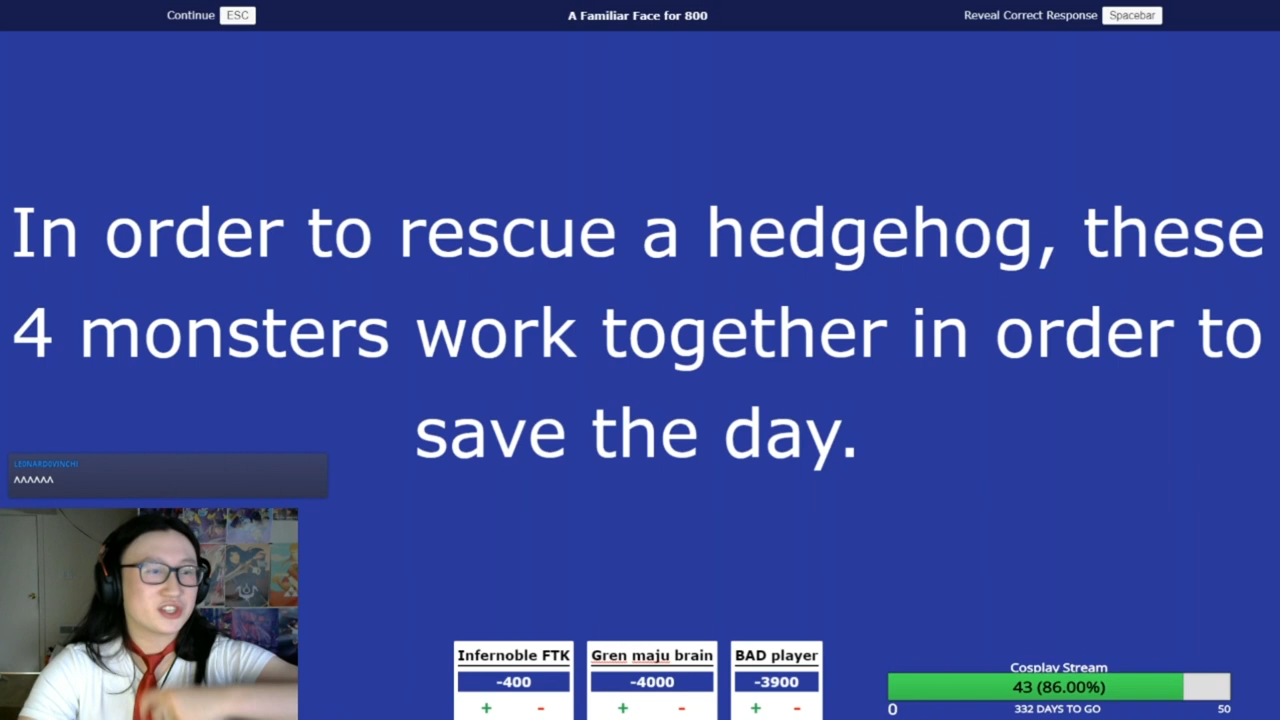 Continue ESC
A Familiar Face for 800
Reveal Correct Response Spacebar
In order to rescue a hedgehog, these
4 monsters work together in order to
save the day.
LEONARDOVINCHI
^^^^^^
Infernoble FTK
-400
+ -
Gren maju brain
-4000
+ -
BAD player
-3900
+ -
Cosplay Stream
43 (86.00%)
0 332 DAYS TO GO 50